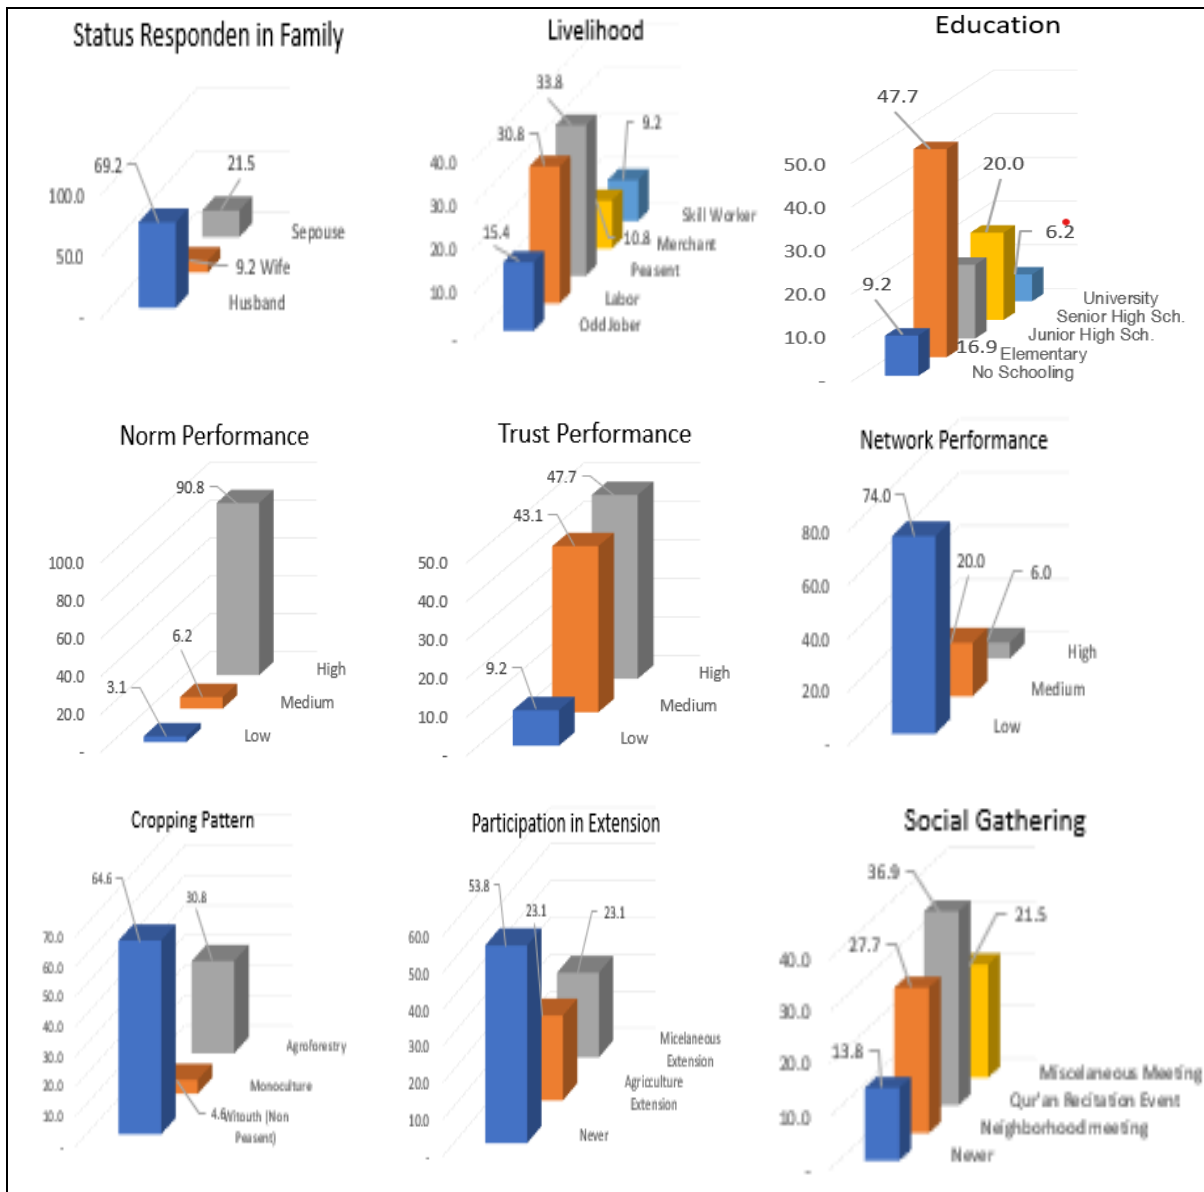 Status Responden in Family
69.2
21.5
100.0
50.0
-
Sepouse
9.2 Wife
Husband
Livelihood
33.8
30.8
9.2
40.0
30.0
20.0
10.0
-
15.4
10.8
Skill Worker
Merchant
Peasent
Labor
Odd Jober
Education
47.7
20.0
6.2
9.2
16.9
50.0
40.0
30.0
20.0
10.0
-
University
Senior High Sch.
Junior High Sch.
Elementary
No Schooling
Norm Performance
90.8
6.2
3.1
100.0
80.0
60.0
40.0
20.0
-
High
Medium
Low
Trust Performance
47.7
43.1
9.2
50.0
40.0
30.0
20.0
10.0
-
High
Medium
Low
Network Performance
74.0
20.0
6.0
80.0
60.0
40.0
20.0
-
High
Medium
Low
Cropping Pattern
64.6
30.8
4.6
70.0
60.0
50.0
40.0
30.0
20.0
10.0
-
Agroforestry
Monoculture
Witouth (Non
Peasent)
Participation in Extension
53.8
23.1
23.1
60.0
50.0
40.0
30.0
20.0
10.0
-
Micelaneous
Extension
Agricculture
Extension
Never
Social Gathering
36.9
27.7
21.5
13.8
40.0
30.0
20.0
10.0
-
Miscelaneous Meeting
Qur'an Recitation Event
Neighborhood meeting
Never